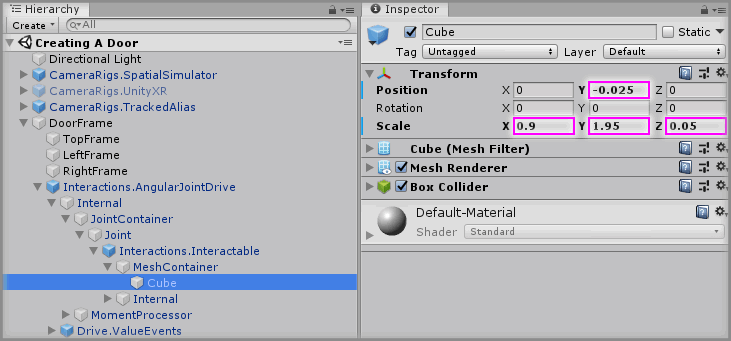 Hierarchy
Create All
Creating A Door
Directional Light
CameraRigs.SpatialSimulator
CameraRigs.UnityXR
CameraRigs.TrackedAlias
DoorFrame
TopFrame
LeftFrame
RightFrame
Interactions.AngularJointDrive
Internal
JointContainer
Joint
Interactions.Interactable
MeshContainer
Cube
Internal
MomentProcessor
Drive.ValueEvents
Inspector
Cube Static
Tag Untagged Layer Default
Transform
Position X 0 Y -0.025 Z 0
Rotation X 0 Y 0 Z 0
Scale X 0.9 Y 1.95 Z 0.05
Cube (Mesh Filter)
Mesh Renderer
Box Collider
Default-Material
Shader Standard